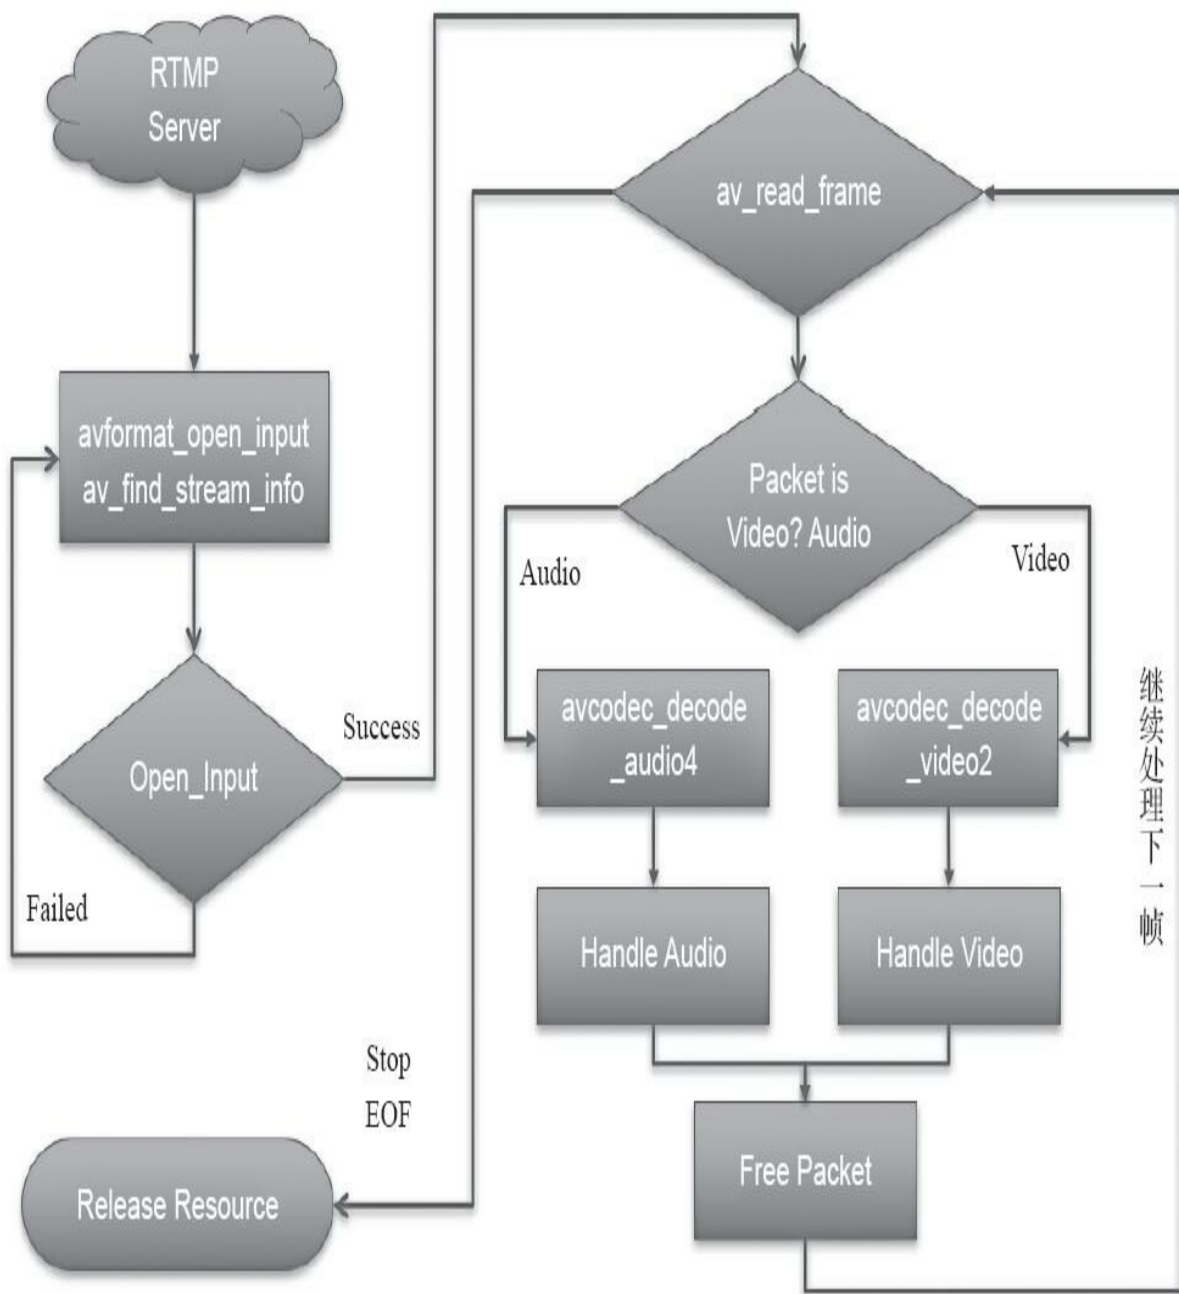 RTMP
Server
avformat_open_input
av_find_stream_info
Open_Input
Success
Failed
av_read_frame
Packet is
Video? Audio
Audio
Video
avcodec_decode
_audio4
avcodec_decode
_video2
Handle Audio
Handle Video
Free Packet
继续处理下一帧
Stop
EOF
Release Resource